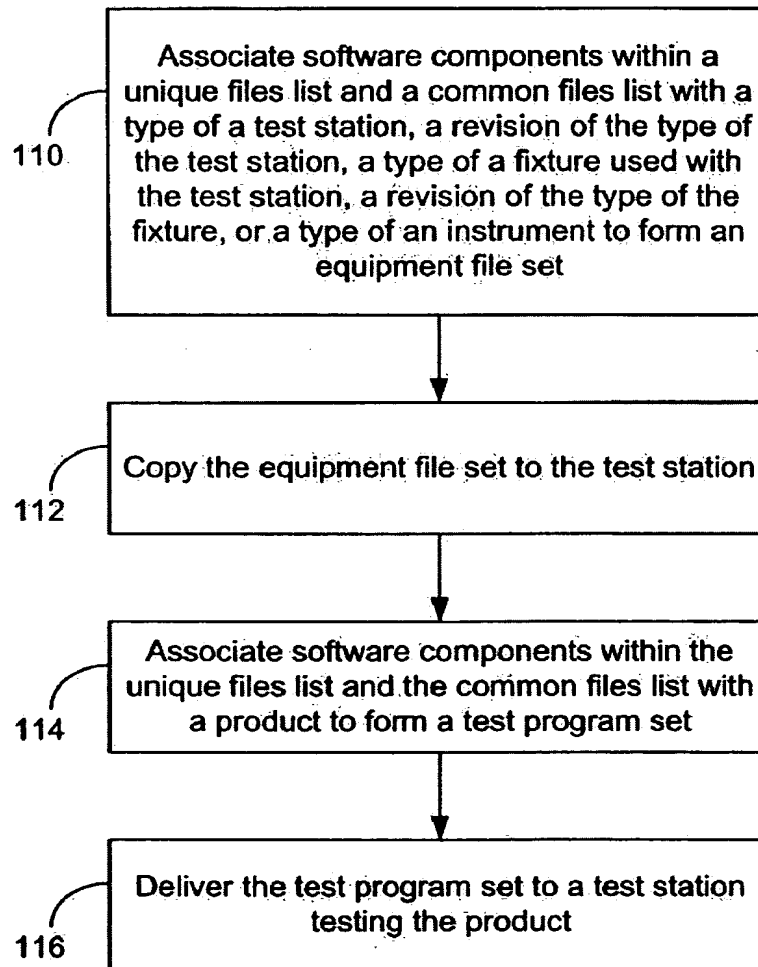 Associate software components within a
unique files list and a common files list with a
type of a test station, a revision of the type of
the test station, a type of a fixture used with
the test station, a revision of the type of the
fixture, or a type of an instrument to form an
equipment file set
110
Copy the equipment file set to the test station
112
Associate software components within the
unique files list and the common files list with
a product to form a test program set
114
Deliver the test program set to a test station
testing the product
116